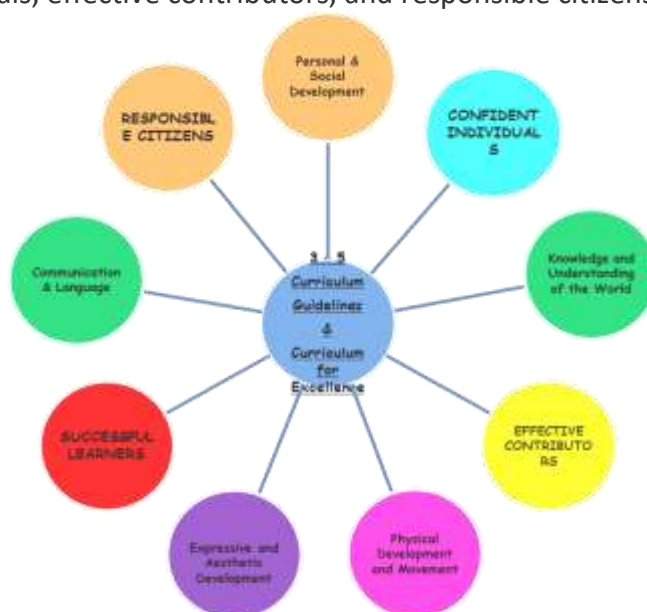 als, effective contributors, and responsible citizens
Personal &
Social
Development
CONFIDENT
INDIVIDUAL
S
Knowledge and
Understanding
of the World
EFFECTIVE
CONTRIBUTO
RS
Physical
Development
and Movement
Expressive and
Aesthetic
Development
SUCCESSFUL
LEARNERS
Communication
& Language
RESPONSIBL
E CITIZENS
3 - 5
Curriculum
Guidelines
&
Curriculum
for
Excellence